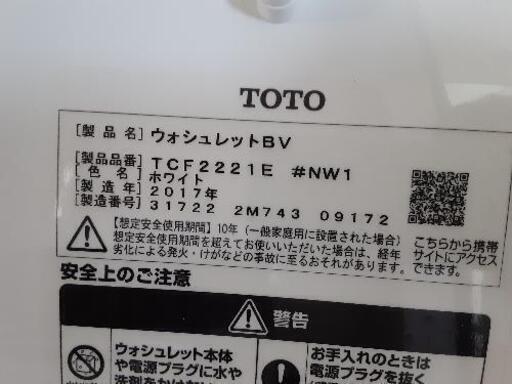 TOTO
[製品名]ウォシュレットBV
[製品品番]TCF2221E #NW1
[色名]ホワイト
[製造年]2017年
[製造番号]31722 2M743 09172
【想定安全使用期間】10年(一般家庭用に設置された場合)
想定安全使用期間を超えてお使いいただいた場合は、経年
劣化による発火・けがなどの事故に至るおそれがあります。
こちらから携帯
サイトにアクセス
できます。
安全上のご注意
警告
ウォシュレット本体
や電源プラグに水や
洗剤をかけない
お手入れのときは
電源プラグを抜く